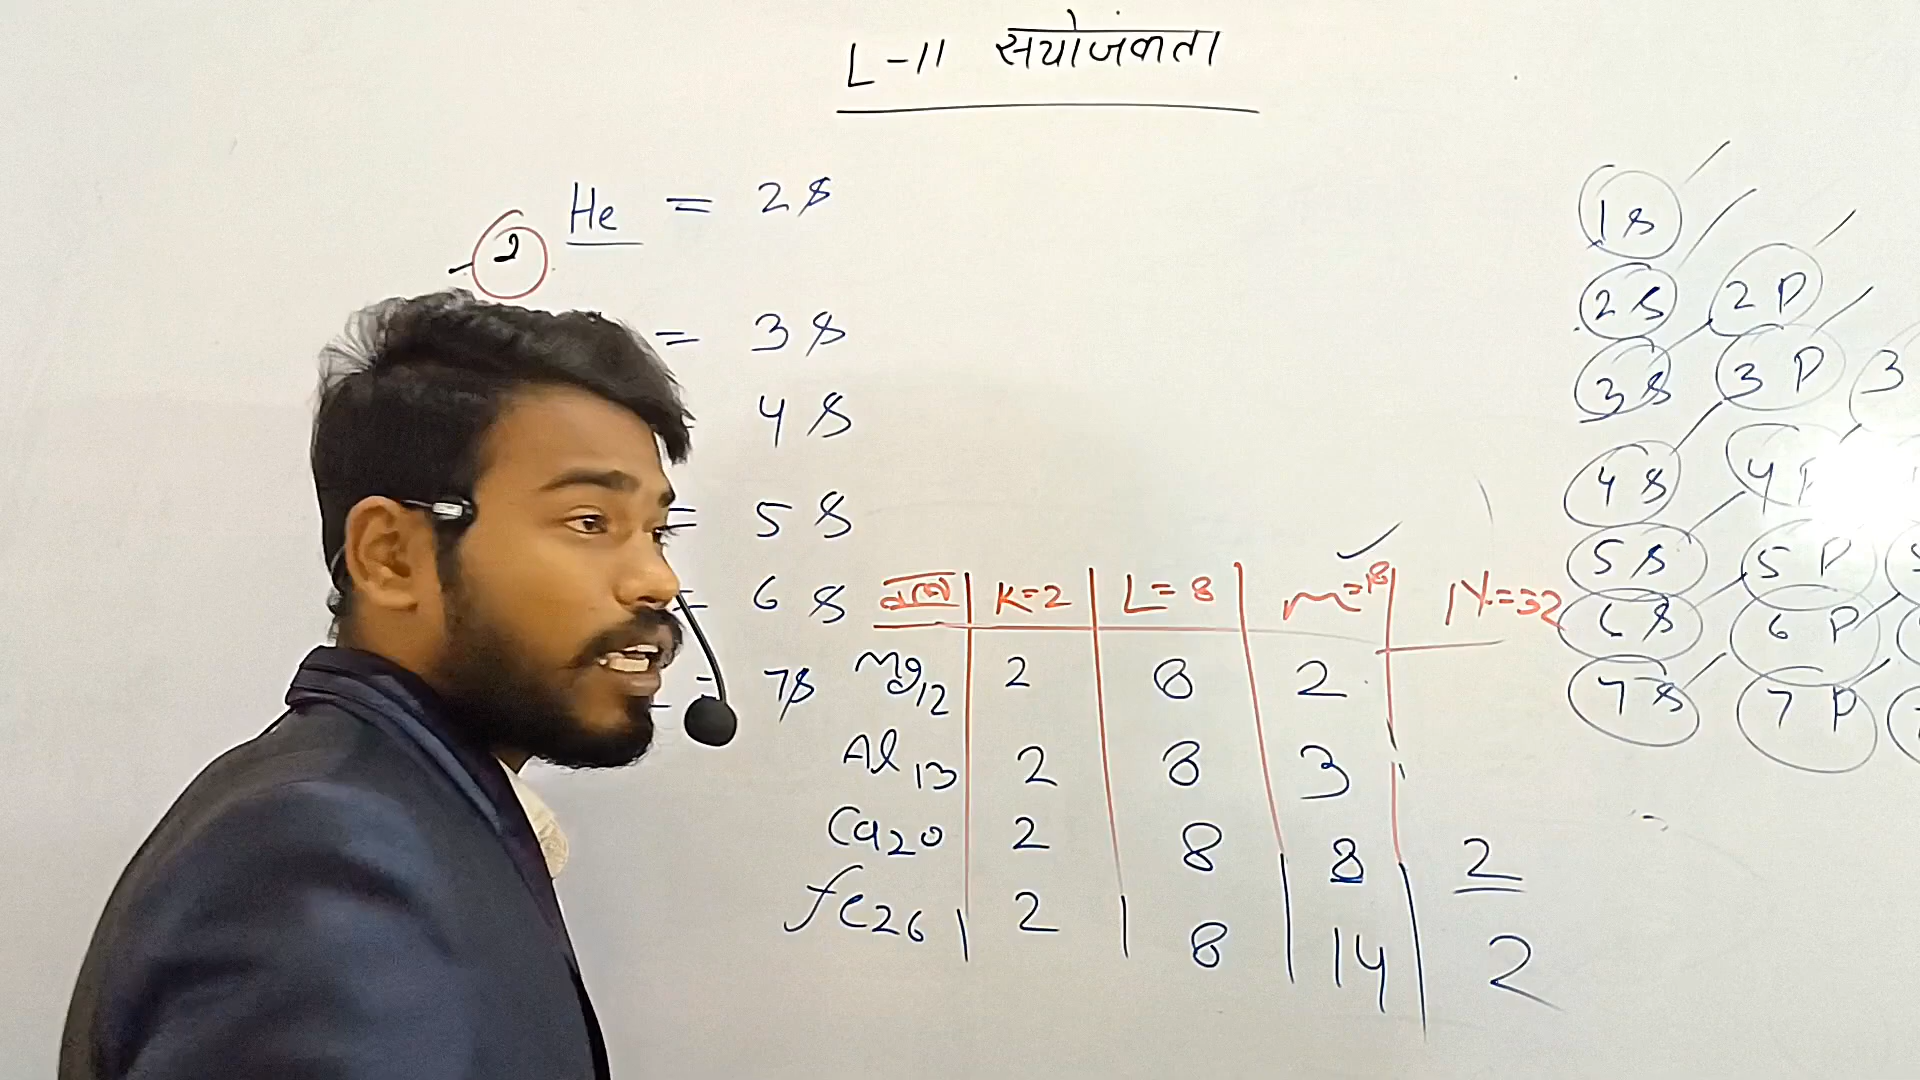 L-11 संयोजकता
He = 2s
2
= 3s
4s
= 5s
= 6s
= 7s
1s
2s 2P
3s 3P 3
4s 4P
5s 5P
6s 6P
7s 7P
K=2 L=8 M=18 N=32
Mg12 2 8 2
Al13 2 8 3
Ca20 2 8 8 2
fe26 2 8 14 2